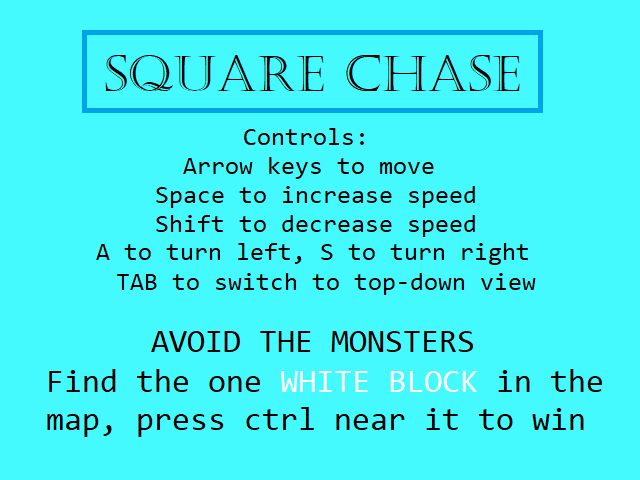 SQUARE CHASE
Controls:
Arrow keys to move
Space to increase speed
Shift to decrease speed
A to turn left, S to turn right
TAB to switch to top-down view
AVOID THE MONSTERS
Find the one WHITE BLOCK in the
map, press ctrl near it to win